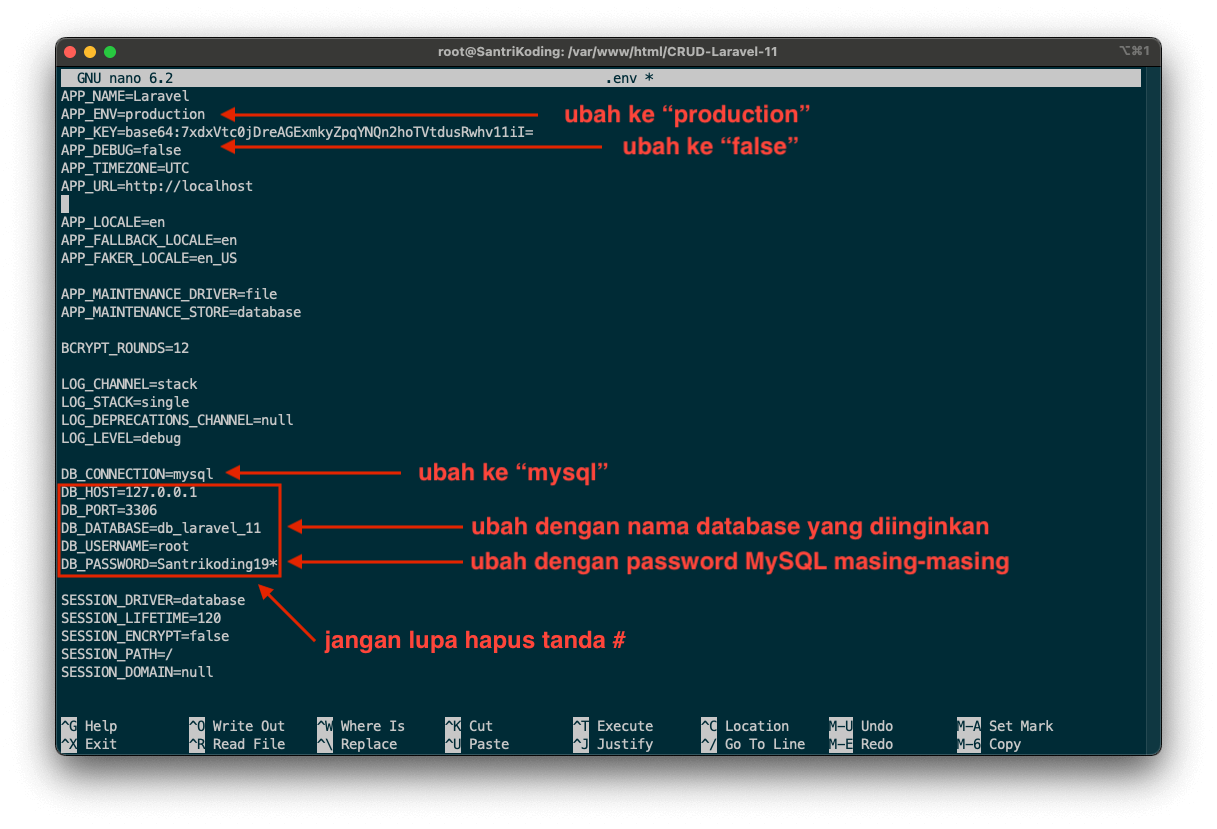 root@SantriKoding: /var/www/html/CRUD-Laravel-11
⌥⌘1
GNU nano 6.2 .env *
APP_NAME=Laravel
APP_ENV=production
ubah ke “production”
APP_KEY=base64:7xdxVtc0jDreAGExmkyZpqYNQn2hoTVtdusRwhv11iI=
APP_DEBUG=false
ubah ke “false”
APP_TIMEZONE=UTC
APP_URL=http://localhost
APP_LOCALE=en
APP_FALLBACK_LOCALE=en
APP_FAKER_LOCALE=en_US
APP_MAINTENANCE_DRIVER=file
APP_MAINTENANCE_STORE=database
BCRYPT_ROUNDS=12
LOG_CHANNEL=stack
LOG_STACK=single
LOG_DEPRECATIONS_CHANNEL=null
LOG_LEVEL=debug
DB_CONNECTION=mysql
ubah ke “mysql”
DB_HOST=127.0.0.1
DB_PORT=3306
DB_DATABASE=db_laravel_11
ubah dengan nama database yang diinginkan
DB_USERNAME=root
DB_PASSWORD=Santrikoding19*
ubah dengan password MySQL masing-masing
SESSION_DRIVER=database
SESSION_LIFETIME=120
SESSION_ENCRYPT=false
jangan lupa hapus tanda #
SESSION_PATH=/
SESSION_DOMAIN=null
^G Help ^O Write Out ^W Where Is ^K Cut ^T Execute ^C Location M-U Undo M-A Set Mark
^X Exit ^R Read File ^\ Replace ^U Paste ^J Justify ^/ Go To Line M-E Redo M-6 Copy